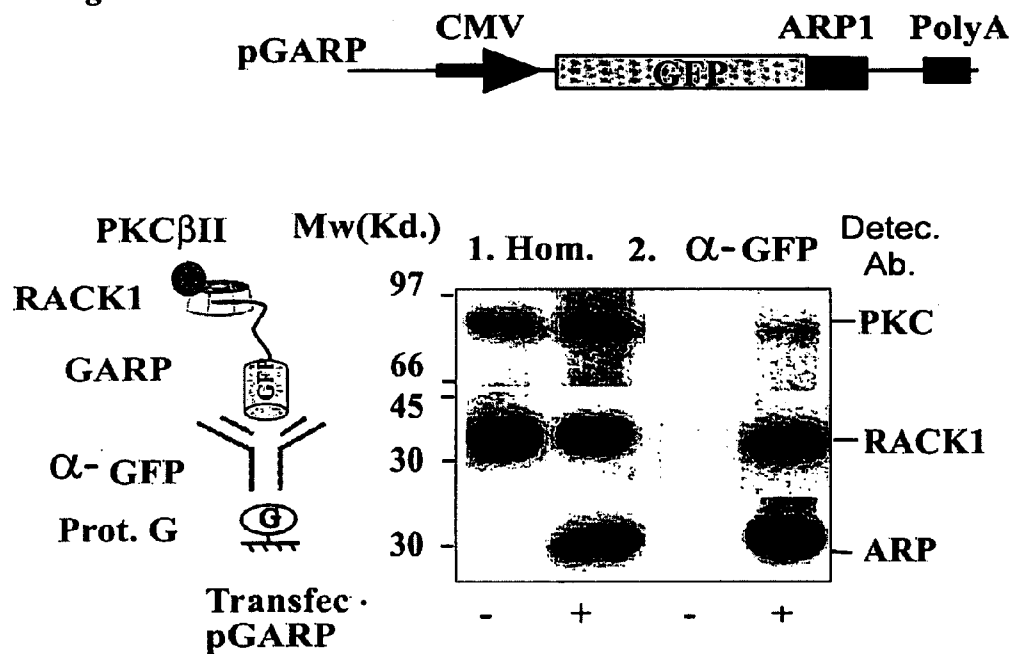 CMV ARP1 PolyA
pGARP
GFP
PKCβII Mw(Kd.) 1. Hom. 2. α-GFP Detec. Ab.
RACK1 97 PKC
GARP GFP 66
45
α-GFP 30 RACK1
Prot. G G 30 ARP
Transfec. pGARP - + - +